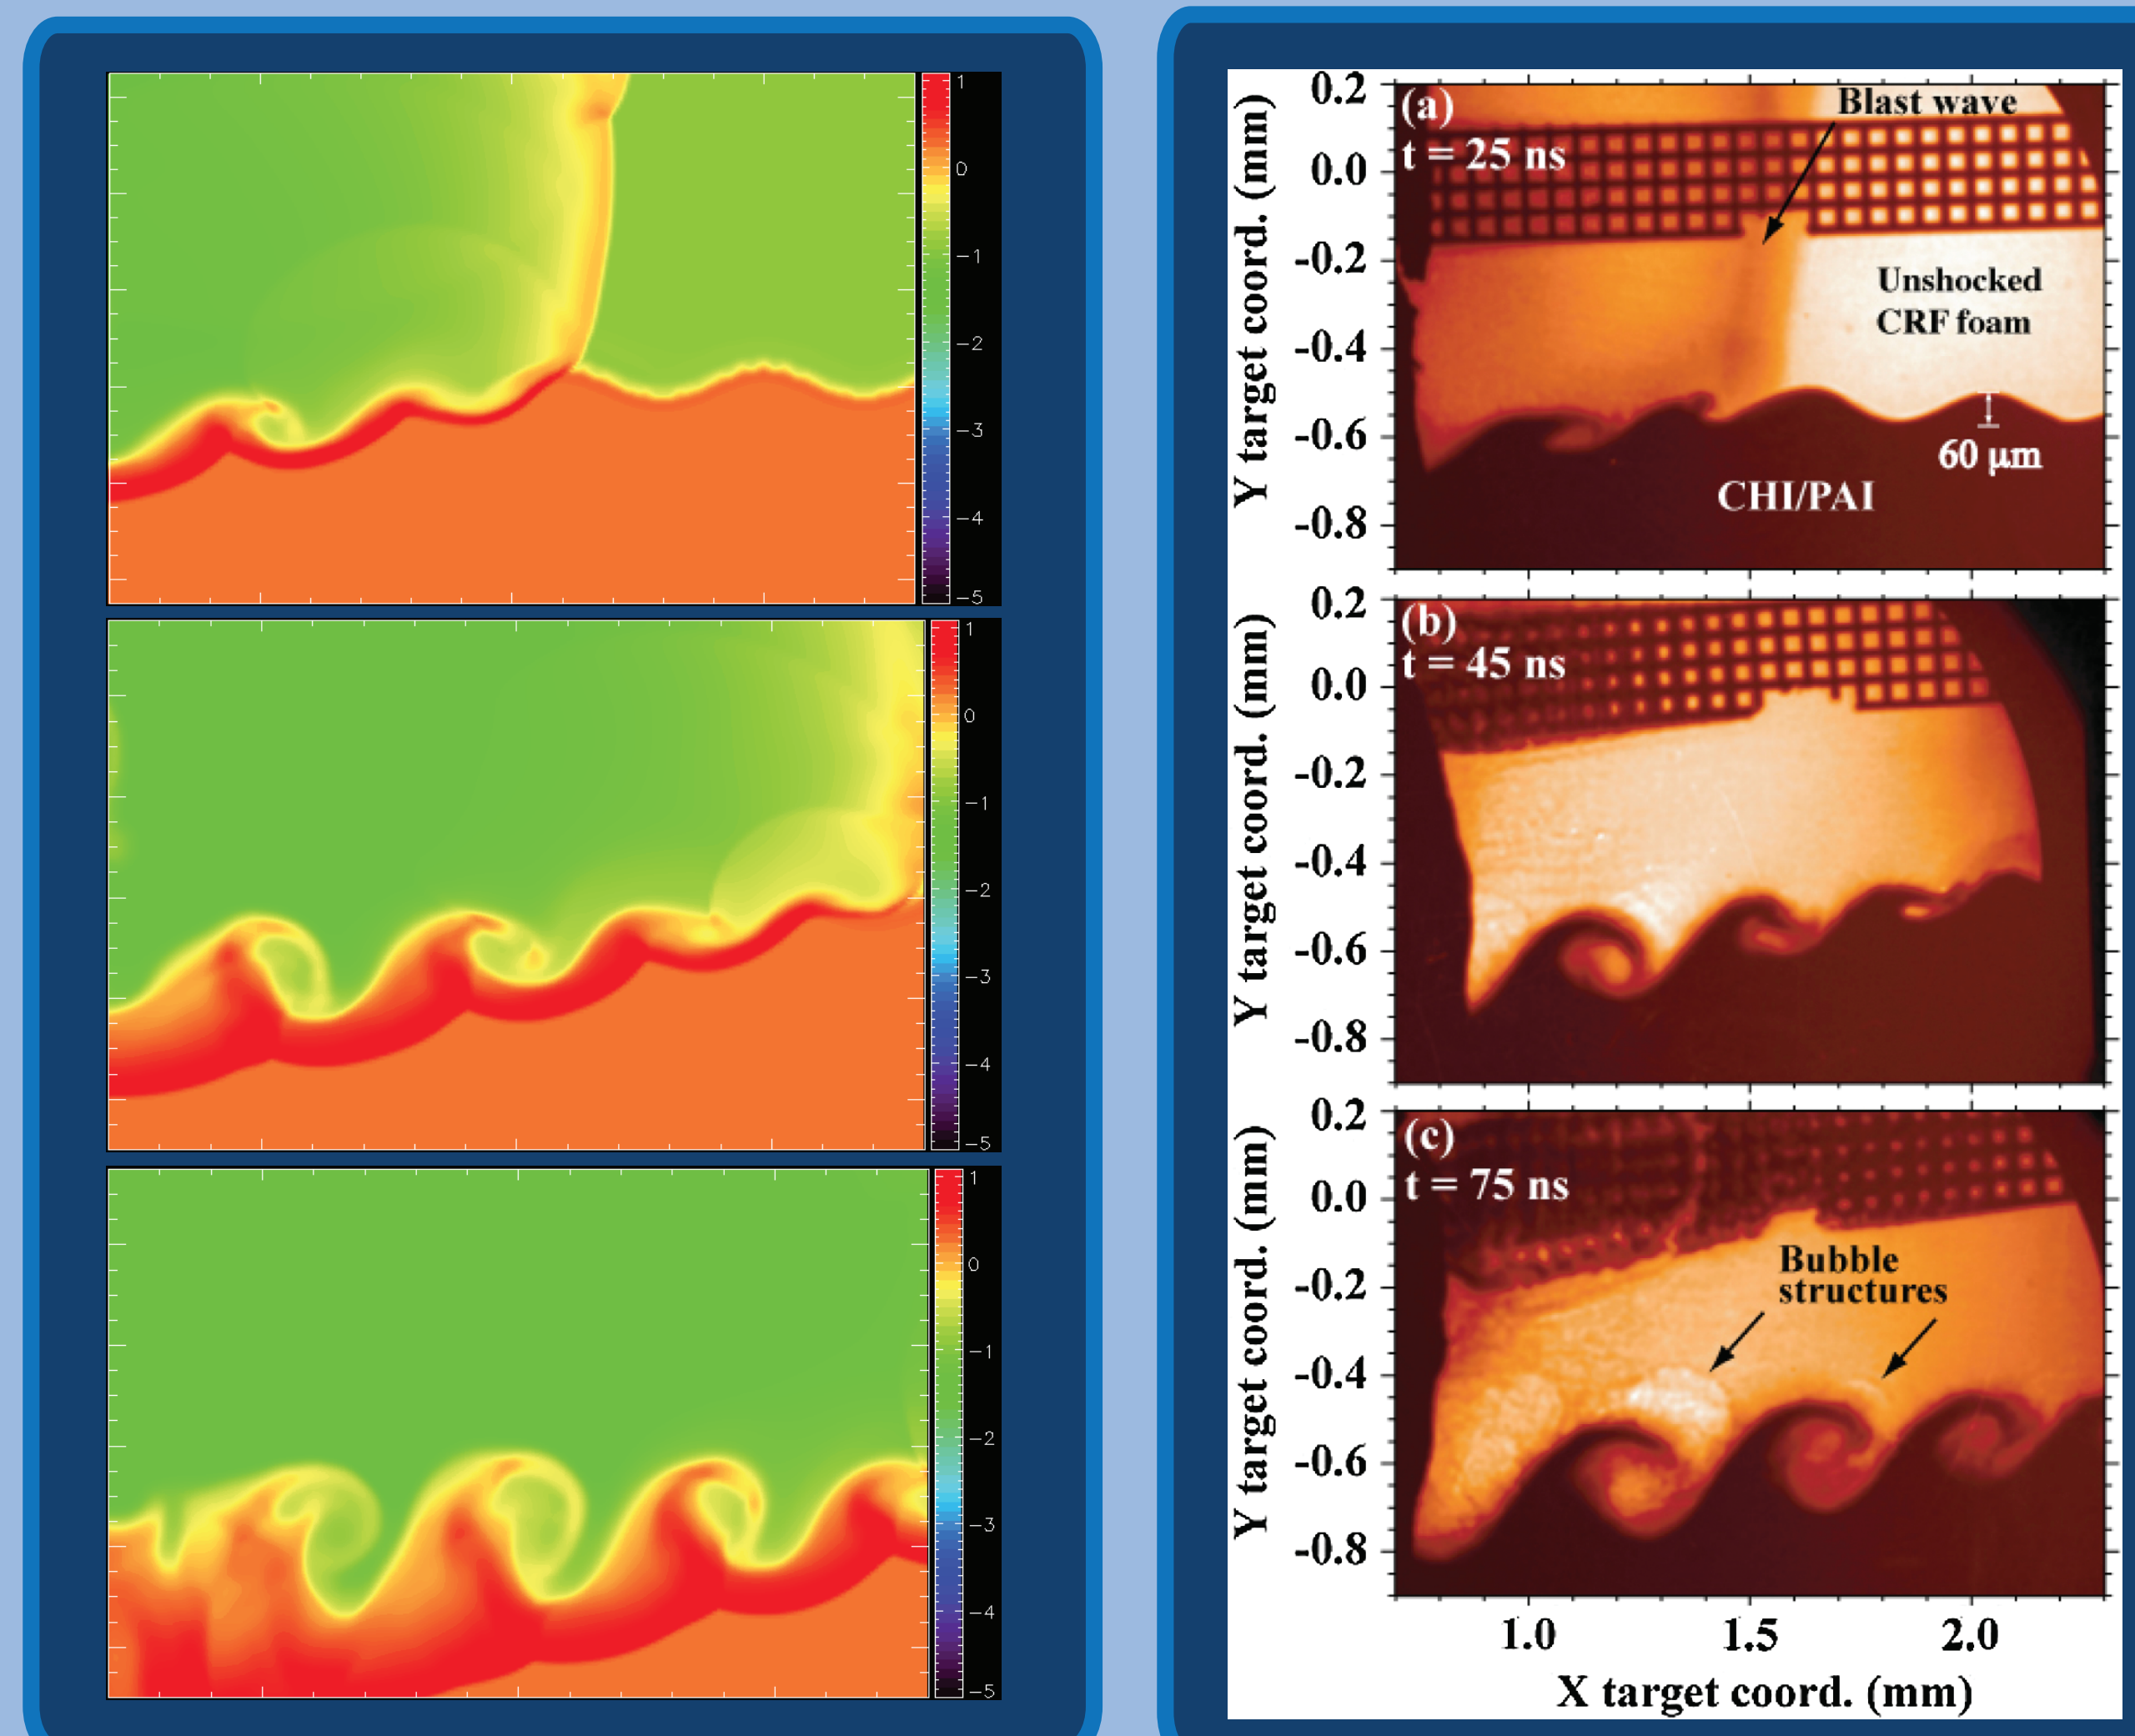 1
0
−1
−2
−3
−4
−5
1
0
−1
−2
−3
−4
−5
1
0
−1
−2
−3
−4
−5
Y target coord. (mm)
0.2
0.0
-0.2
-0.4
-0.6
-0.8
(a)
t = 25 ns
Blast wave
Unshocked
CRF foam
60 µm
CHI/PAI
Y target coord. (mm)
0.2
0.0
-0.2
-0.4
-0.6
-0.8
(b)
t = 45 ns
Y target coord. (mm)
0.2
0.0
-0.2
-0.4
-0.6
-0.8
(c)
t = 75 ns
Bubble
structures
1.0 1.5 2.0
X target coord. (mm)